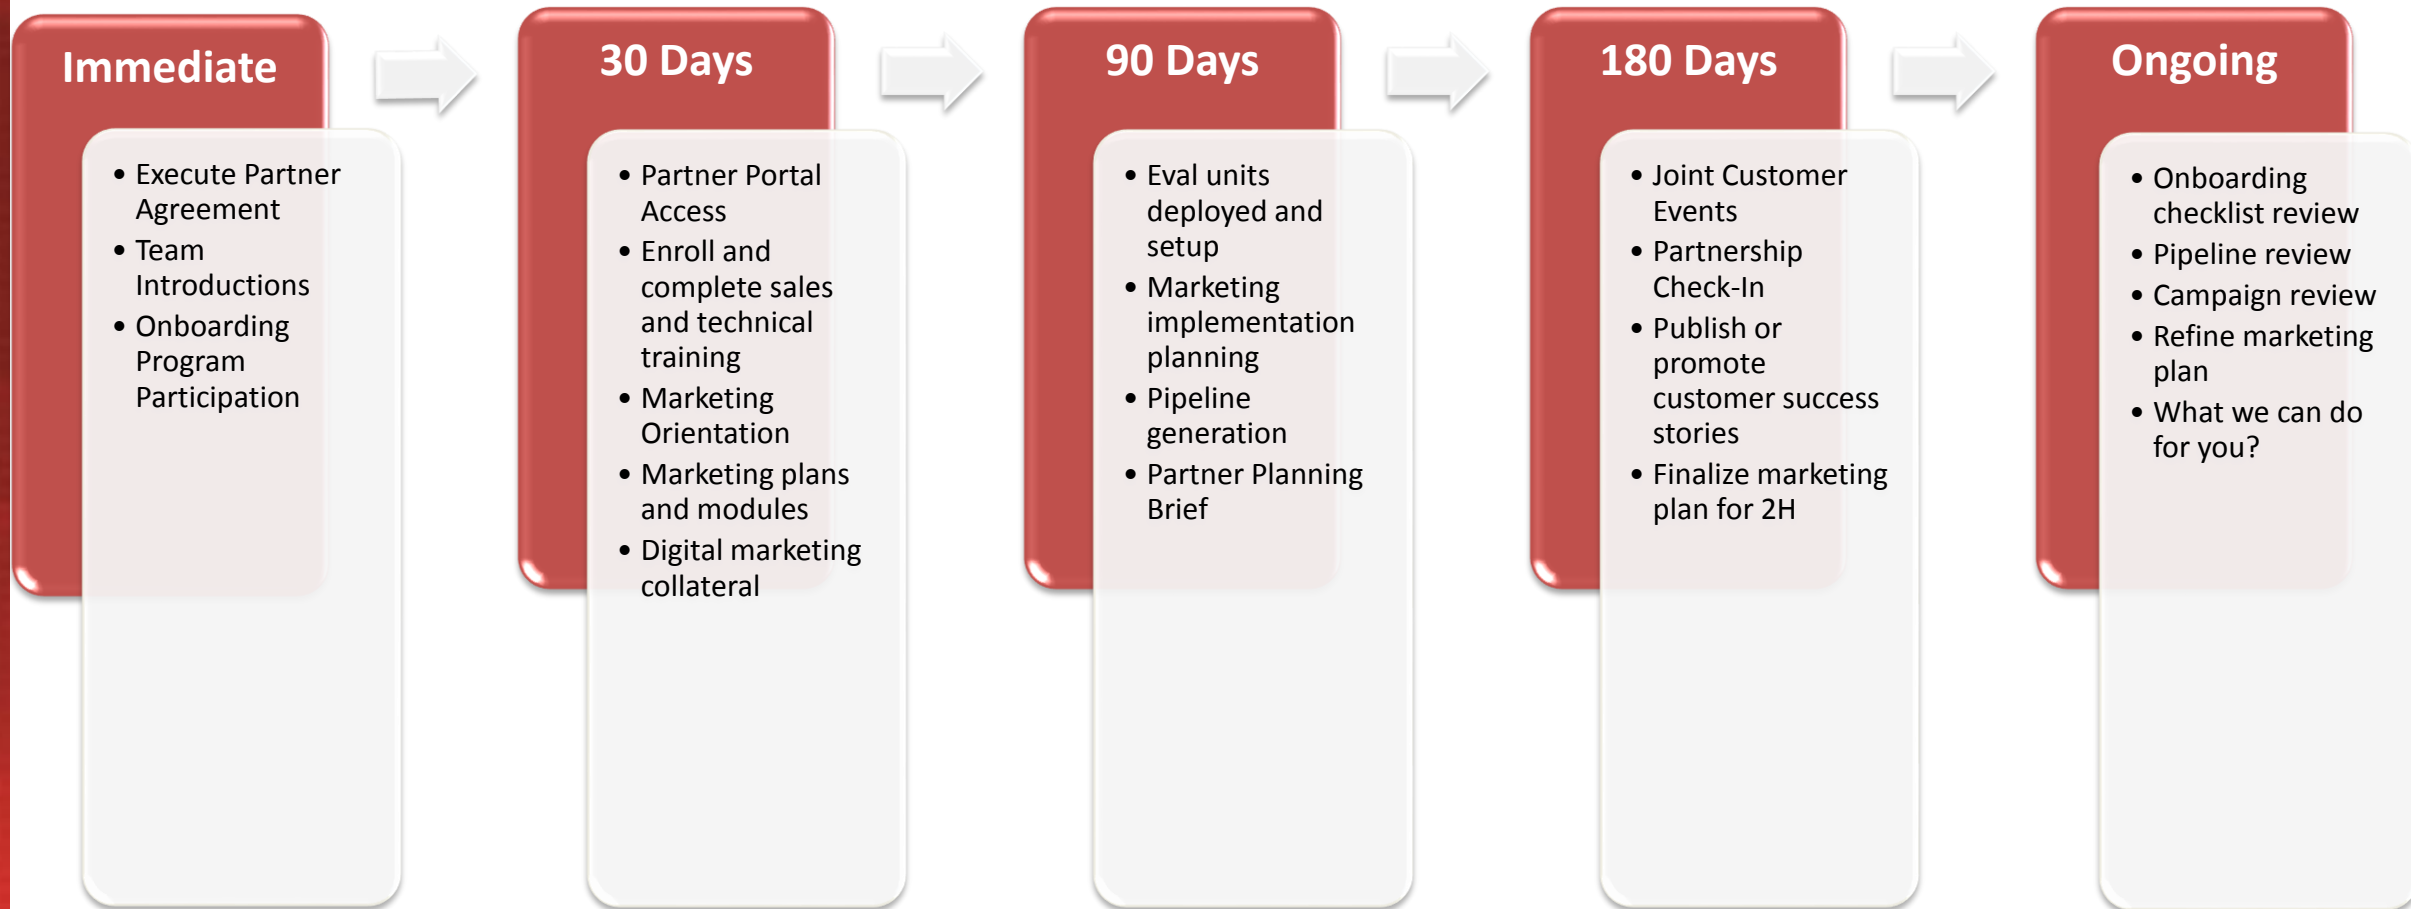 Immediate
• Execute Partner
Agreement
• Team
Introductions
• Onboarding
Program
Participation
30 Days
• Partner Portal
Access
• Enroll and
complete sales
and technical
training
• Marketing
Orientation
• Marketing plans
and modules
• Digital marketing
collateral
90 Days
• Eval units
deployed and
setup
• Marketing
implementation
planning
• Pipeline
generation
• Partner Planning
Brief
180 Days
• Joint Customer
Events
• Partnership
Check-In
• Publish or
promote
customer success
stories
• Finalize marketing
plan for 2H
Ongoing
• Onboarding
checklist review
• Pipeline review
• Campaign review
• Refine marketing
plan
• What we can do
for you?